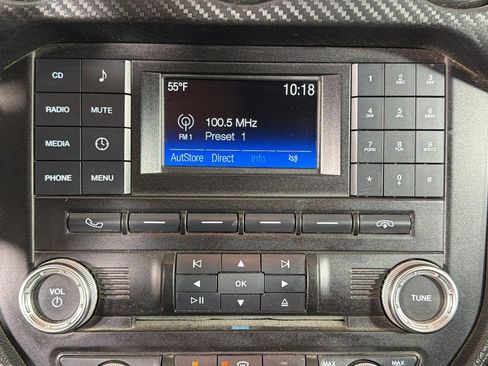 CD
RADIO MUTE
MEDIA
PHONE MENU
55°F 10:18
100.5 MHz
FM 1 Preset 1
AutStore Direct Info
1 2 ABC 3 DEF
4 GHI 5 JKL 6 MNO
7 PQRS 8 TUV 9 WXYZ
* 0 + #
VOL
OK
TUNE
MAX MAX